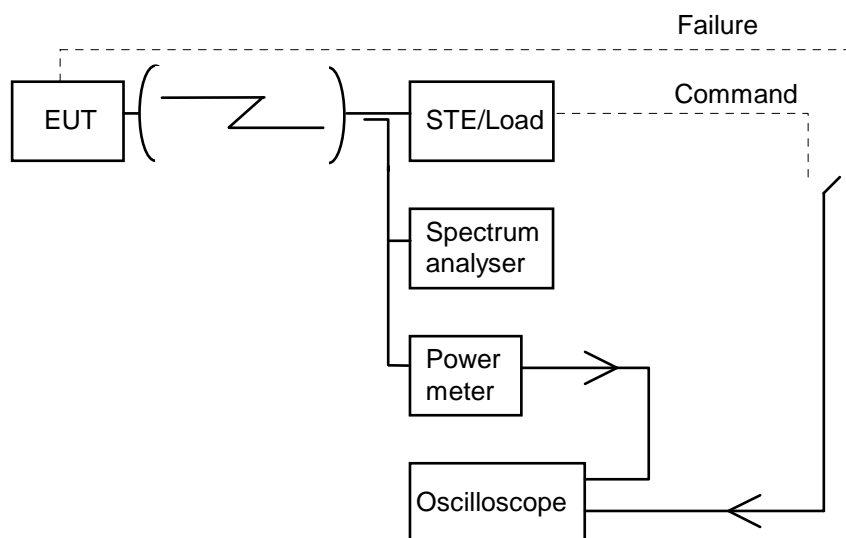 Failure
EUT
STE/Load
Command
Spectrum
analyser
Power
meter
Oscilloscope